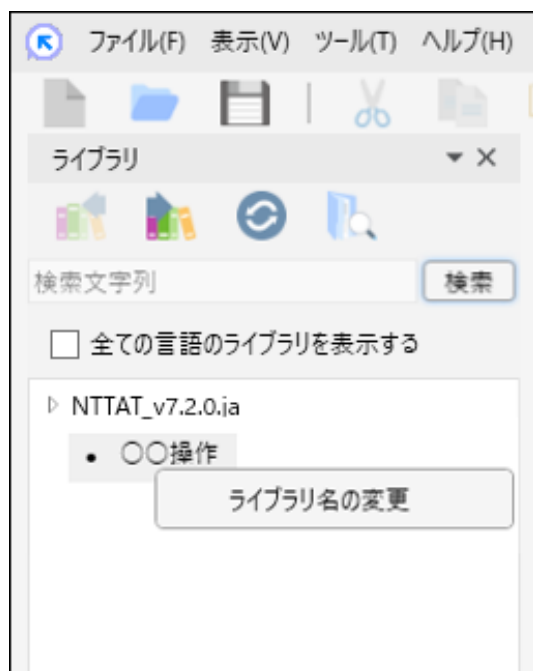 ファイル(F) 表示(V) ツール(T) ヘルプ(H)
ライブラリ
検索文字列 検索
全ての言語のライブラリを表示する
NTTAT_v7.2.0.ja
• 〇〇操作
ライブラリ名の変更